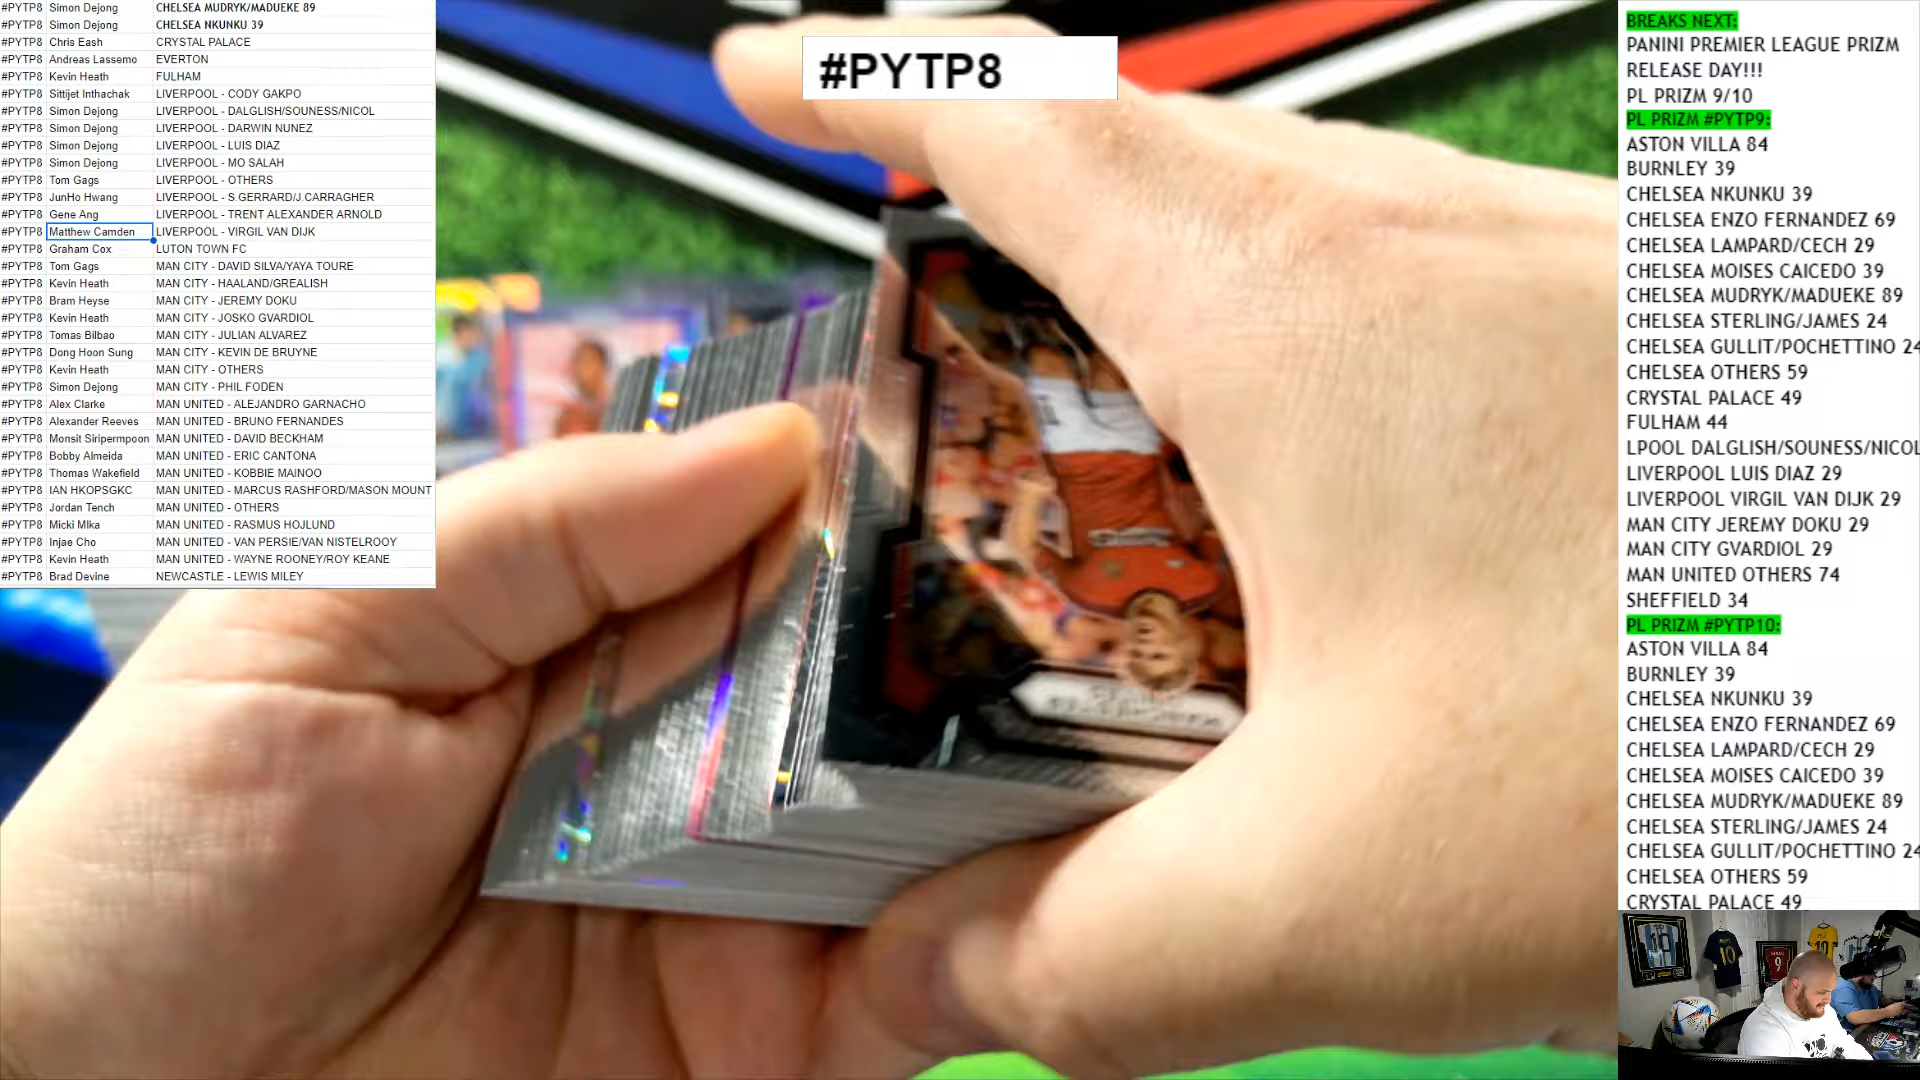 #PYTP8 Simon Dejong CHELSEA MUDRYK/MADUEKE 89
#PYTP8 Simon Dejong CHELSEA NKUNKU 39
#PYTP8 Chris Eash CRYSTAL PALACE
#PYTP8 Andreas Lassemo EVERTON
#PYTP8 Kevin Heath FULHAM
#PYTP8 Sittijet Inthachak LIVERPOOL - CODY GAKPO
#PYTP8 Simon Dejong LIVERPOOL - DALGLISH/SOUNESS/NICOL
#PYTP8 Simon Dejong LIVERPOOL - DARWIN NUNEZ
#PYTP8 Simon Dejong LIVERPOOL - LUIS DIAZ
#PYTP8 Simon Dejong LIVERPOOL - MO SALAH
#PYTP8 Tom Gags LIVERPOOL - OTHERS
#PYTP8 JunHo Hwang LIVERPOOL - S.GERRARD/J.CARRAGHER
#PYTP8 Gene Ang LIVERPOOL - TRENT ALEXANDER ARNOLD
#PYTP8 Matthew Camden LIVERPOOL - VIRGIL VAN DIJK
#PYTP8 Graham Cox LUTON TOWN FC
#PYTP8 Tom Gags MAN CITY - DAVID SILVA/YAYA TOURE
#PYTP8 Kevin Heath MAN CITY - HAALAND/GREALISH
#PYTP8 Bram Heyse MAN CITY - JEREMY DOKU
#PYTP8 Kevin Heath MAN CITY - JOSKO GVARDIOL
#PYTP8 Tomas Bilbao MAN CITY - JULIAN ALVAREZ
#PYTP8 Dong Hoon Sung MAN CITY - KEVIN DE BRUYNE
#PYTP8 Kevin Heath MAN CITY - OTHERS
#PYTP8 Simon Dejong MAN CITY - PHIL FODEN
#PYTP8 Alex Clarke MAN UNITED - ALEJANDRO GARNACHO
#PYTP8 Alexander Reeves MAN UNITED - BRUNO FERNANDES
#PYTP8 Monsit Siripermpoon MAN UNITED - DAVID BECKHAM
#PYTP8 Bobby Almeida MAN UNITED - ERIC CANTONA
#PYTP8 Thomas Wakefield MAN UNITED - KOBBIE MAINOO
#PYTP8 IAN HKOPSGKC MAN UNITED - MARCUS RASHFORD/MASON MOUNT
#PYTP8 Jordan Tench MAN UNITED - OTHERS
#PYTP8 Micki MIka MAN UNITED - RASMUS HOJLUND
#PYTP8 Injae Cho MAN UNITED - VAN PERSIE/VAN NISTELROOY
#PYTP8 Kevin Heath MAN UNITED - WAYNE ROONEY/ROY KEANE
#PYTP8 Brad Devine NEWCASTLE - LEWIS MILEY
#PYTP8
BREAKS NEXT:
PANINI PREMIER LEAGUE PRIZM
RELEASE DAY!!!
PL PRIZM 9/10
PL PRIZM #PYTP9:
ASTON VILLA 84
BURNLEY 39
CHELSEA NKUNKU 39
CHELSEA ENZO FERNANDEZ 69
CHELSEA LAMPARD/CECH 29
CHELSEA MOISES CAICEDO 39
CHELSEA MUDRYK/MADUEKE 89
CHELSEA STERLING/JAMES 24
CHELSEA GULLIT/POCHETTINO 24
CHELSEA OTHERS 59
CRYSTAL PALACE 49
FULHAM 44
LPOOL DALGLISH/SOUNESS/NICOL
LIVERPOOL LUIS DIAZ 29
LIVERPOOL VIRGIL VAN DIJK 29
MAN CITY JEREMY DOKU 29
MAN CITY GVARDIOL 29
MAN UNITED OTHERS 74
SHEFFIELD 34
PL PRIZM #PYTP10:
ASTON VILLA 84
BURNLEY 39
CHELSEA NKUNKU 39
CHELSEA ENZO FERNANDEZ 69
CHELSEA LAMPARD/CECH 29
CHELSEA MOISES CAICEDO 39
CHELSEA MUDRYK/MADUEKE 89
CHELSEA STERLING/JAMES 24
CHELSEA GULLIT/POCHETTINO 24
CHELSEA OTHERS 59
CRYSTAL PALACE 49
10
10
9
10